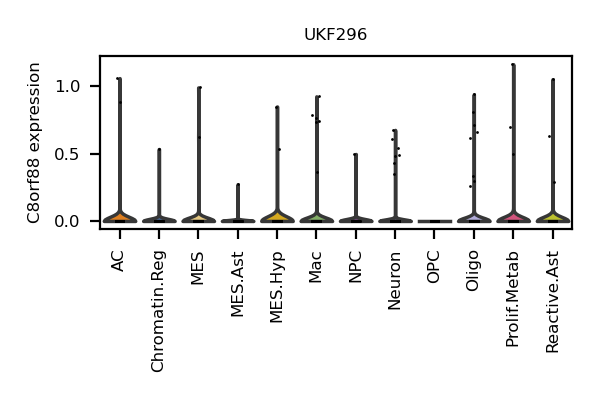 UKF296
C8orf88 expression
1.0
0.5
0.0
AC
Chromatin.Reg
MES
MES.Ast
MES.Hyp
Mac
NPC
Neuron
OPC
Oligo
Prolif.Metab
Reactive.Ast